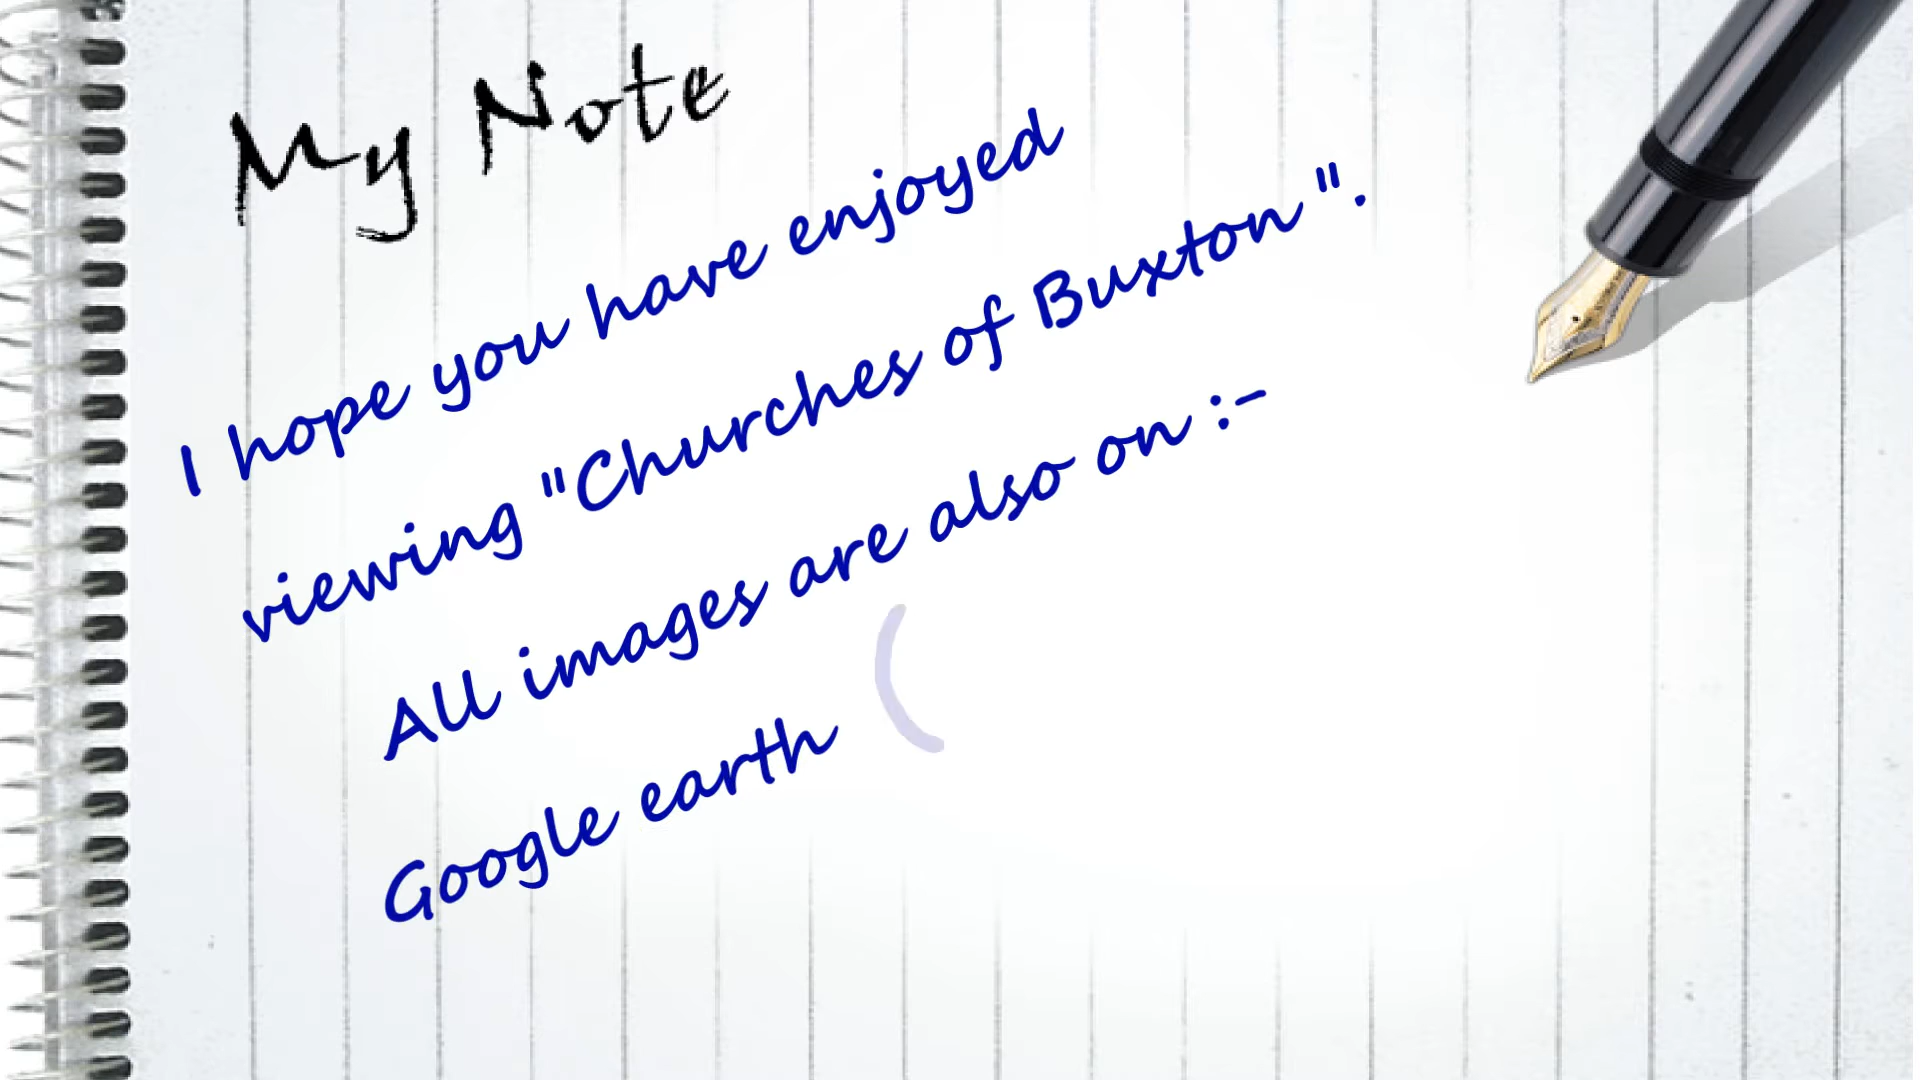 My Note
I hope you have enjoyed
viewing "Churches of Buxton ".
All images are also on :-
Google earth (